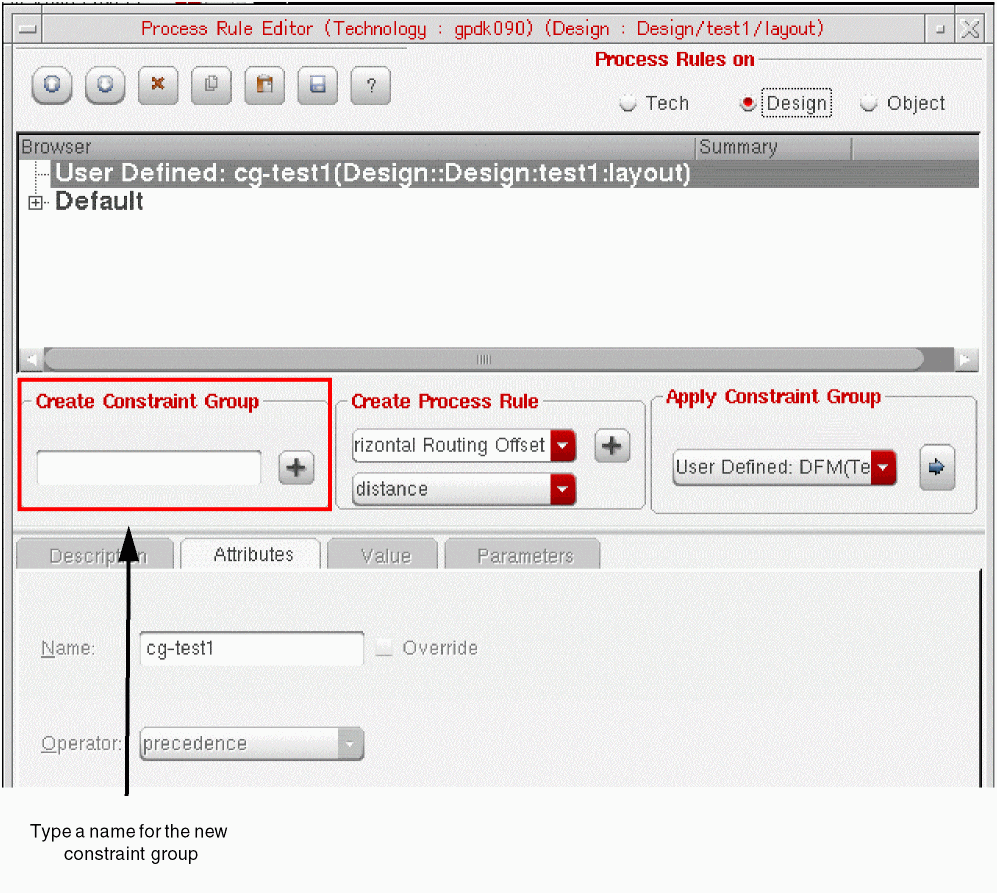 Process Rule Editor (Technology : gpdk090) (Design : Design/test1/layout)
Process Rules on
?
Tech
Design
Object
Browser
Summary
User Defined: cg-test1(Design::Design:test1:layout)
Default
Create Constraint Group
Create Process Rule
Apply Constraint Group
rizontal Routing Offset
distance
User Defined: DFM(Te
Description
Attributes
Value
Parameters
Name:
cg-test1
Override
Operator:
precedence
Type a name for the new
constraint group